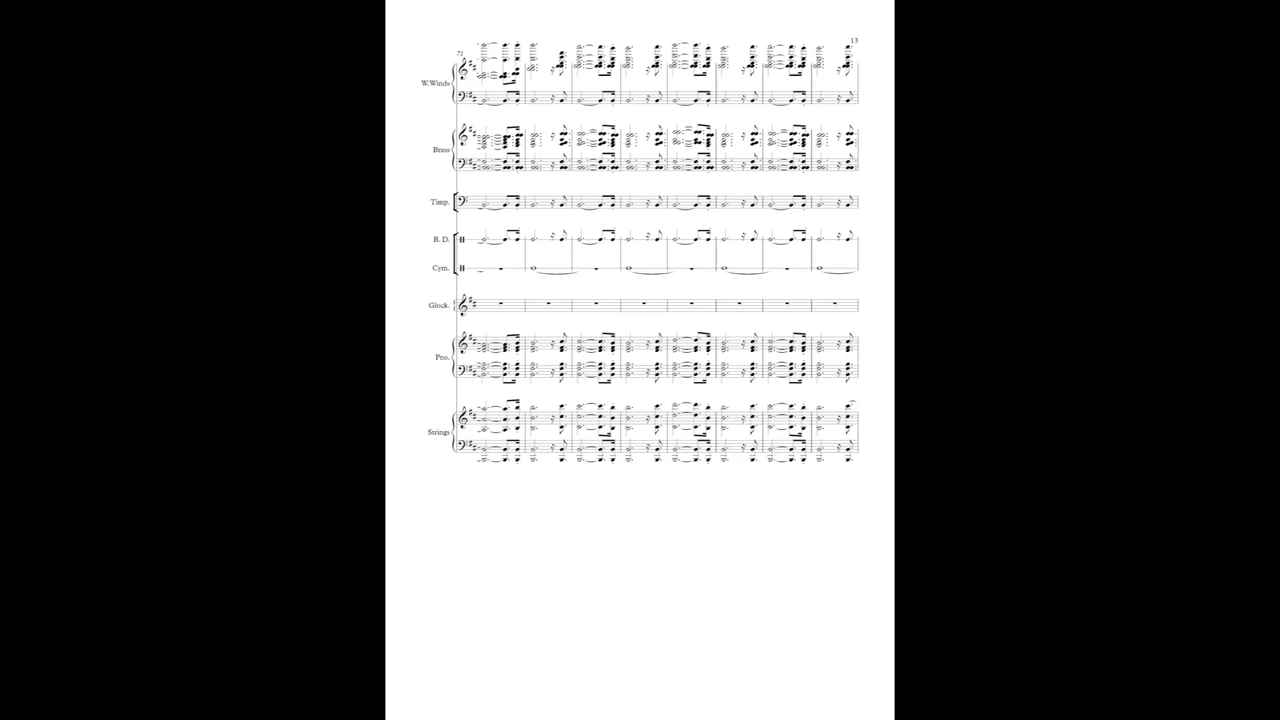 13
71
W.Winds
Brass
Timp.
B. D.
Cym.
Glock.
Pno.
Strings